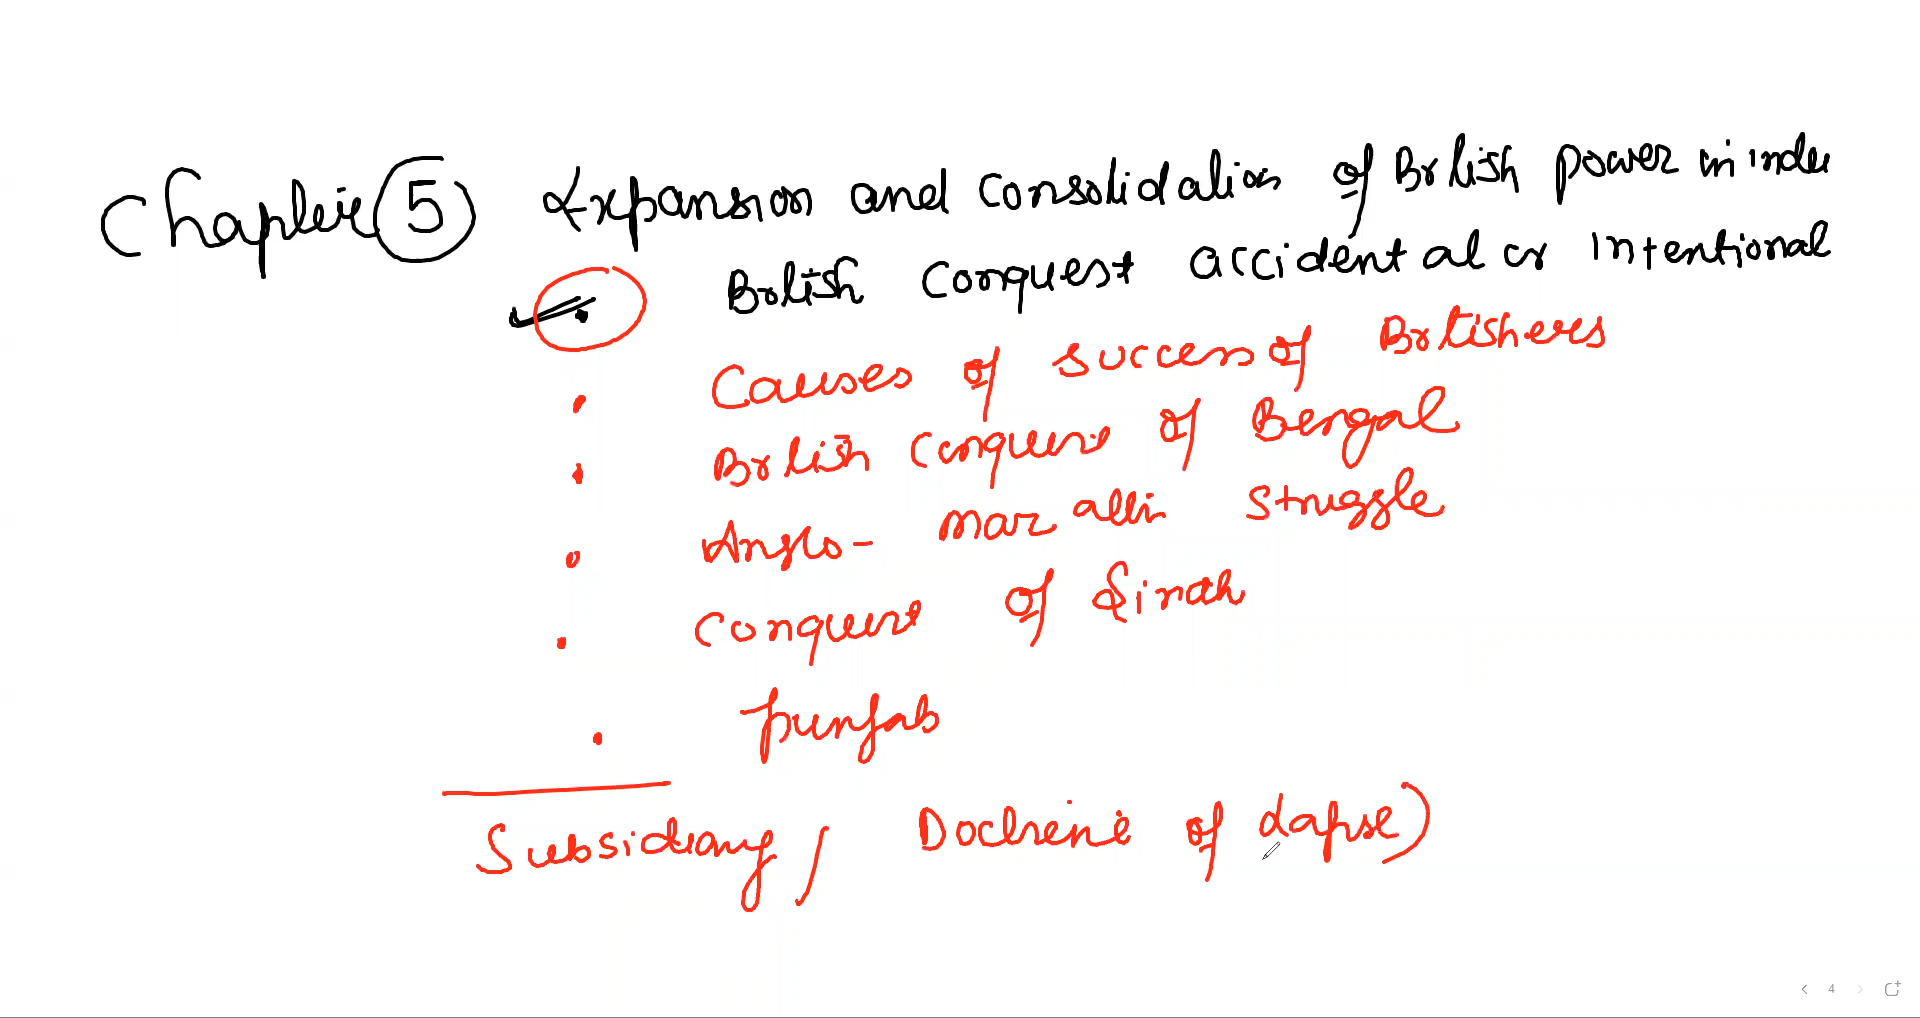 Chapter 5 Expansion and Consolidation of British power in india
British Conquest accidental or Intentional
Causes of success of Britishers
British Conquest of Bengal
Anglo- maratha Struggle
Conquest of Sindh
Punjab
Subsidiary / Doctrine of Lapse)
4